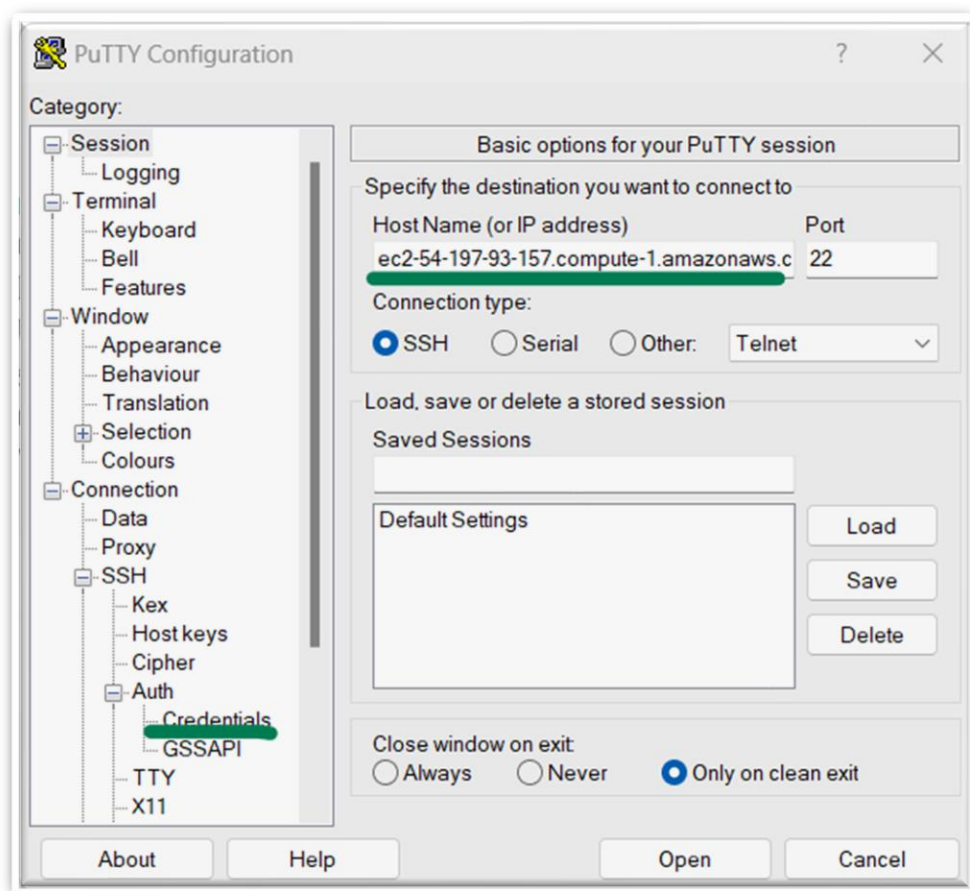 PuTTY Configuration
?
Category:
Session
Logging
Terminal
Keyboard
Bell
Features
Window
Appearance
Behaviour
Translation
Selection
Colours
Connection
Data
Proxy
SSH
Kex
Host keys
Cipher
Auth
Credentials
GSSAPI
TTY
X11
Basic options for your PuTTY session
Specify the destination you want to connect to
Host Name (or IP address) Port
ec2-54-197-93-157.compute-1.amazonaws.c 22
Connection type:
SSH Serial Other: Telnet
Load, save or delete a stored session
Saved Sessions
Default Settings
Load
Save
Delete
Close window on exit:
Always Never Only on clean exit
About Help Open Cancel